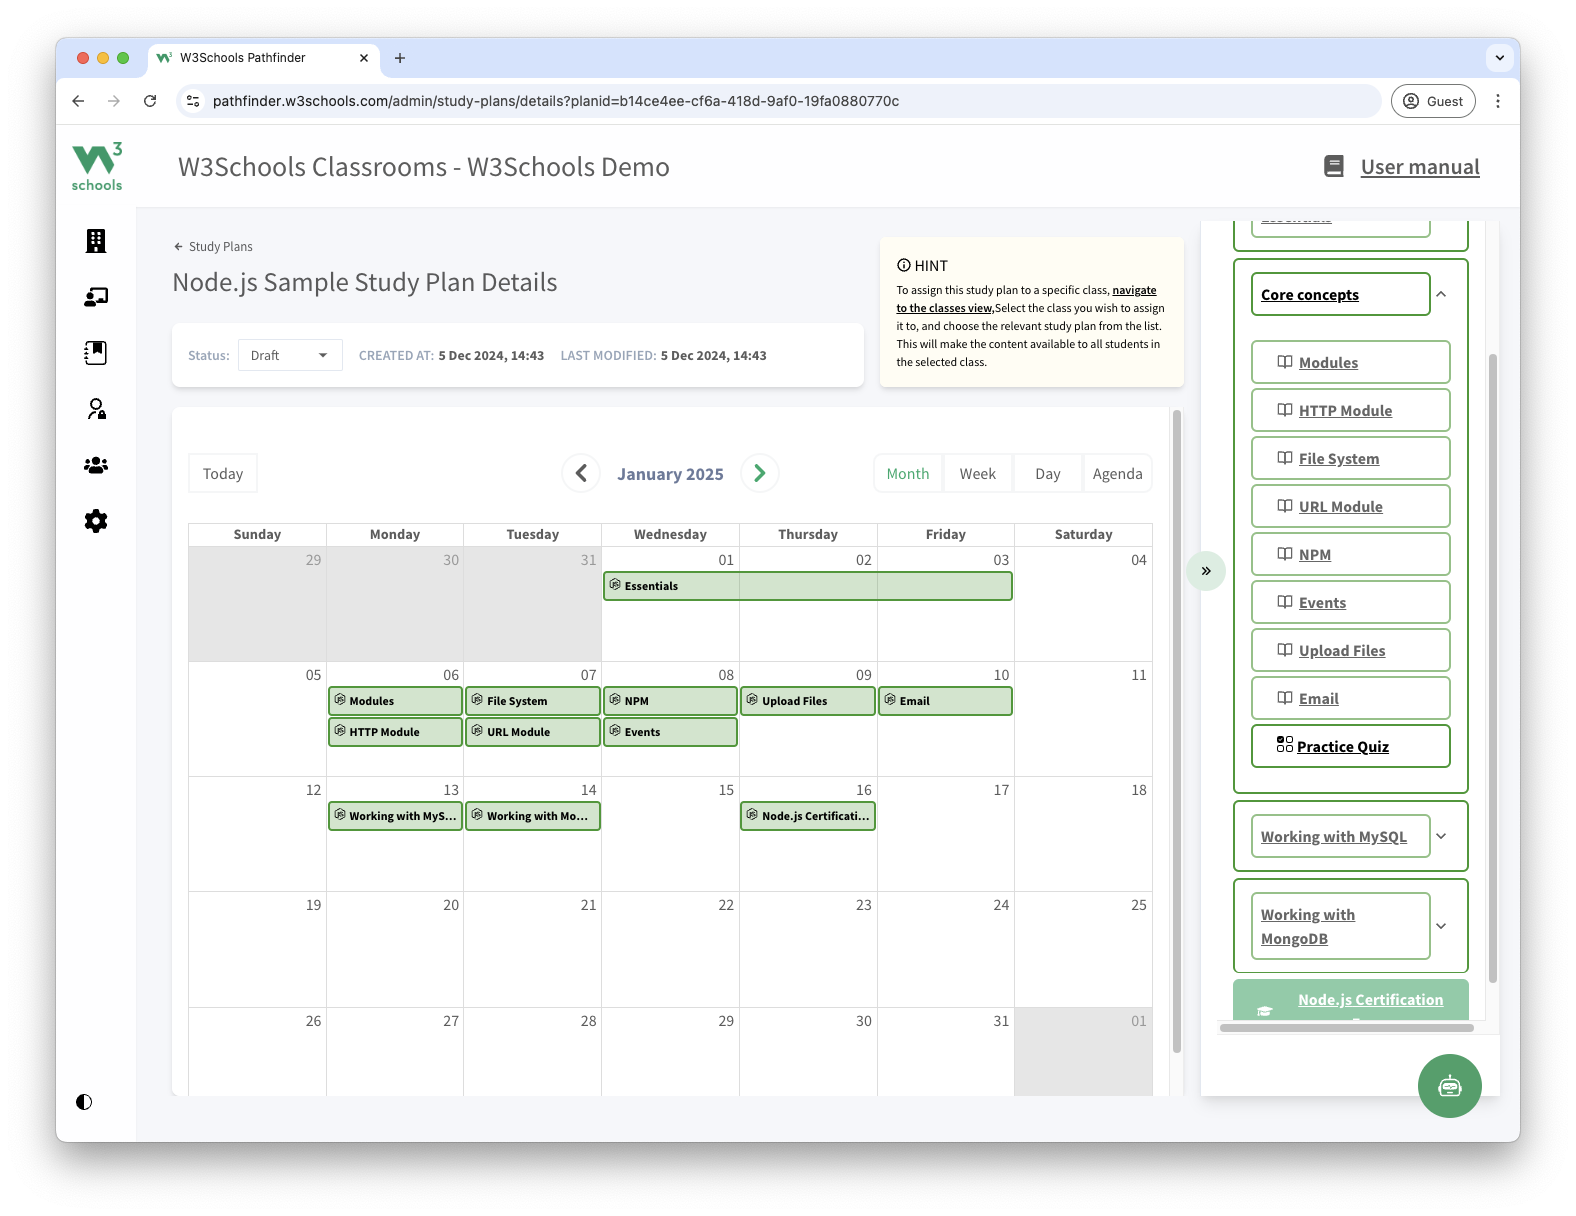 W3Schools Pathfinder
pathfinder.w3schools.com/admin/study-plans/details?planid=b14ce4ee-cf6a-418d-9af0-19fa0880770c
Guest
3
schools
W3Schools Classrooms - W3Schools Demo
User manual
Study Plans
Node.js Sample Study Plan Details
Status:
Draft
CREATED AT: 5 Dec 2024, 14:43
LAST MODIFIED: 5 Dec 2024, 14:43
HINT
To assign this study plan to a specific class, navigate
to the classes view,Select the class you wish to assign
it to, and choose the relevant study plan from the list.
This will make the content available to all students in
the selected class.
Today
January 2025
Month
Week
Day
Agenda
Sunday
Monday
Tuesday
Wednesday
Thursday
Friday
Saturday
29
30
31
01
02
03
04
Essentials
05
06
07
08
09
10
11
Modules
File System
NPM
Upload Files
Email
HTTP Module
URL Module
Events
12
13
14
15
16
17
18
Working with MyS...
Working with Mo...
Node.js Certificati...
19
20
21
22
23
24
25
26
27
28
29
30
31
01
Essentials
Core concepts
Modules
HTTP Module
File System
URL Module
NPM
Events
Upload Files
Email
Practice Quiz
Working with MySQL
Working with
MongoDB
Node.js Certification